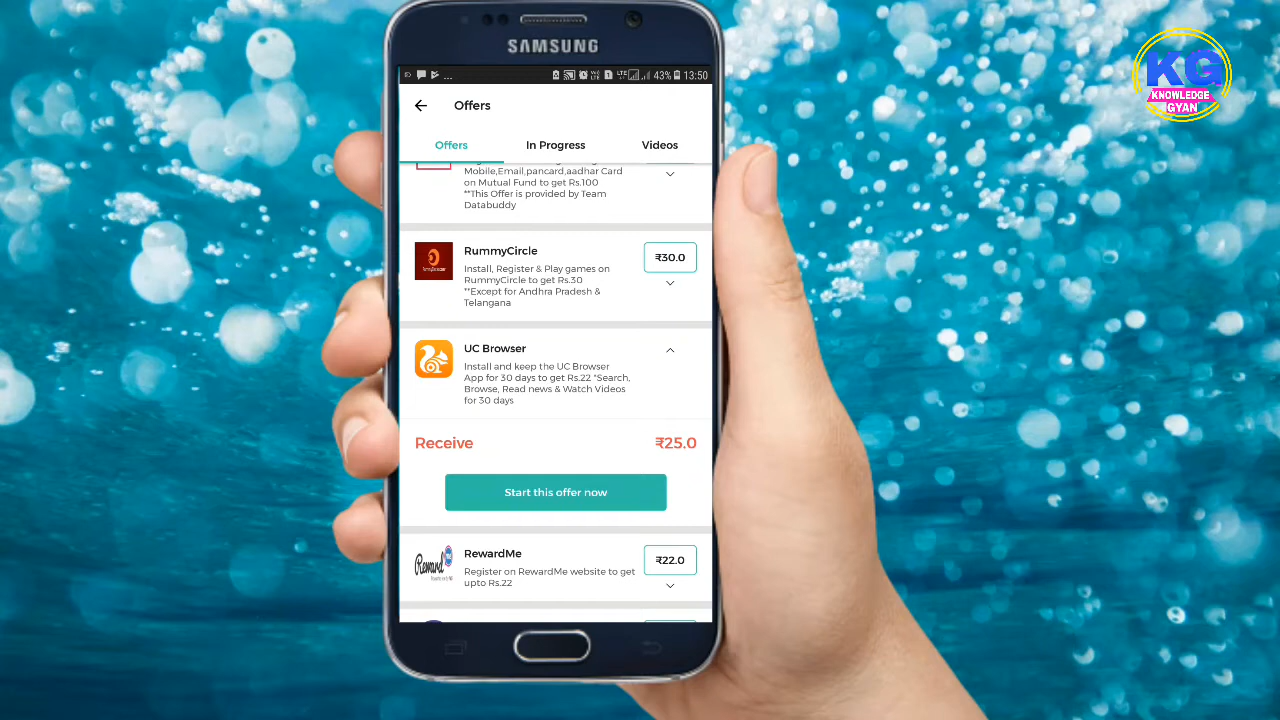 SAMSUNG
...
43% 13:50
Offers
Offers In Progress Videos
Mobile,Email,pancard,aadhar Card
on Mutual Fund to get Rs.100
**This Offer is provided by Team
Databuddy
RummyCircle
₹30.0
Install, Register & Play games on
RummyCircle to get Rs.30
**Except for Andhra Pradesh &
Telangana
UC Browser
Install and keep the UC Browser
App for 30 days to get Rs.22 *Search,
Browse, Read news & Watch Videos
for 30 days
Receive ₹25.0
Start this offer now
Reward
RewardMe
₹22.0
Register on RewardMe website to get
upto Rs.22
KG
KNOWLEDGE
GYAN